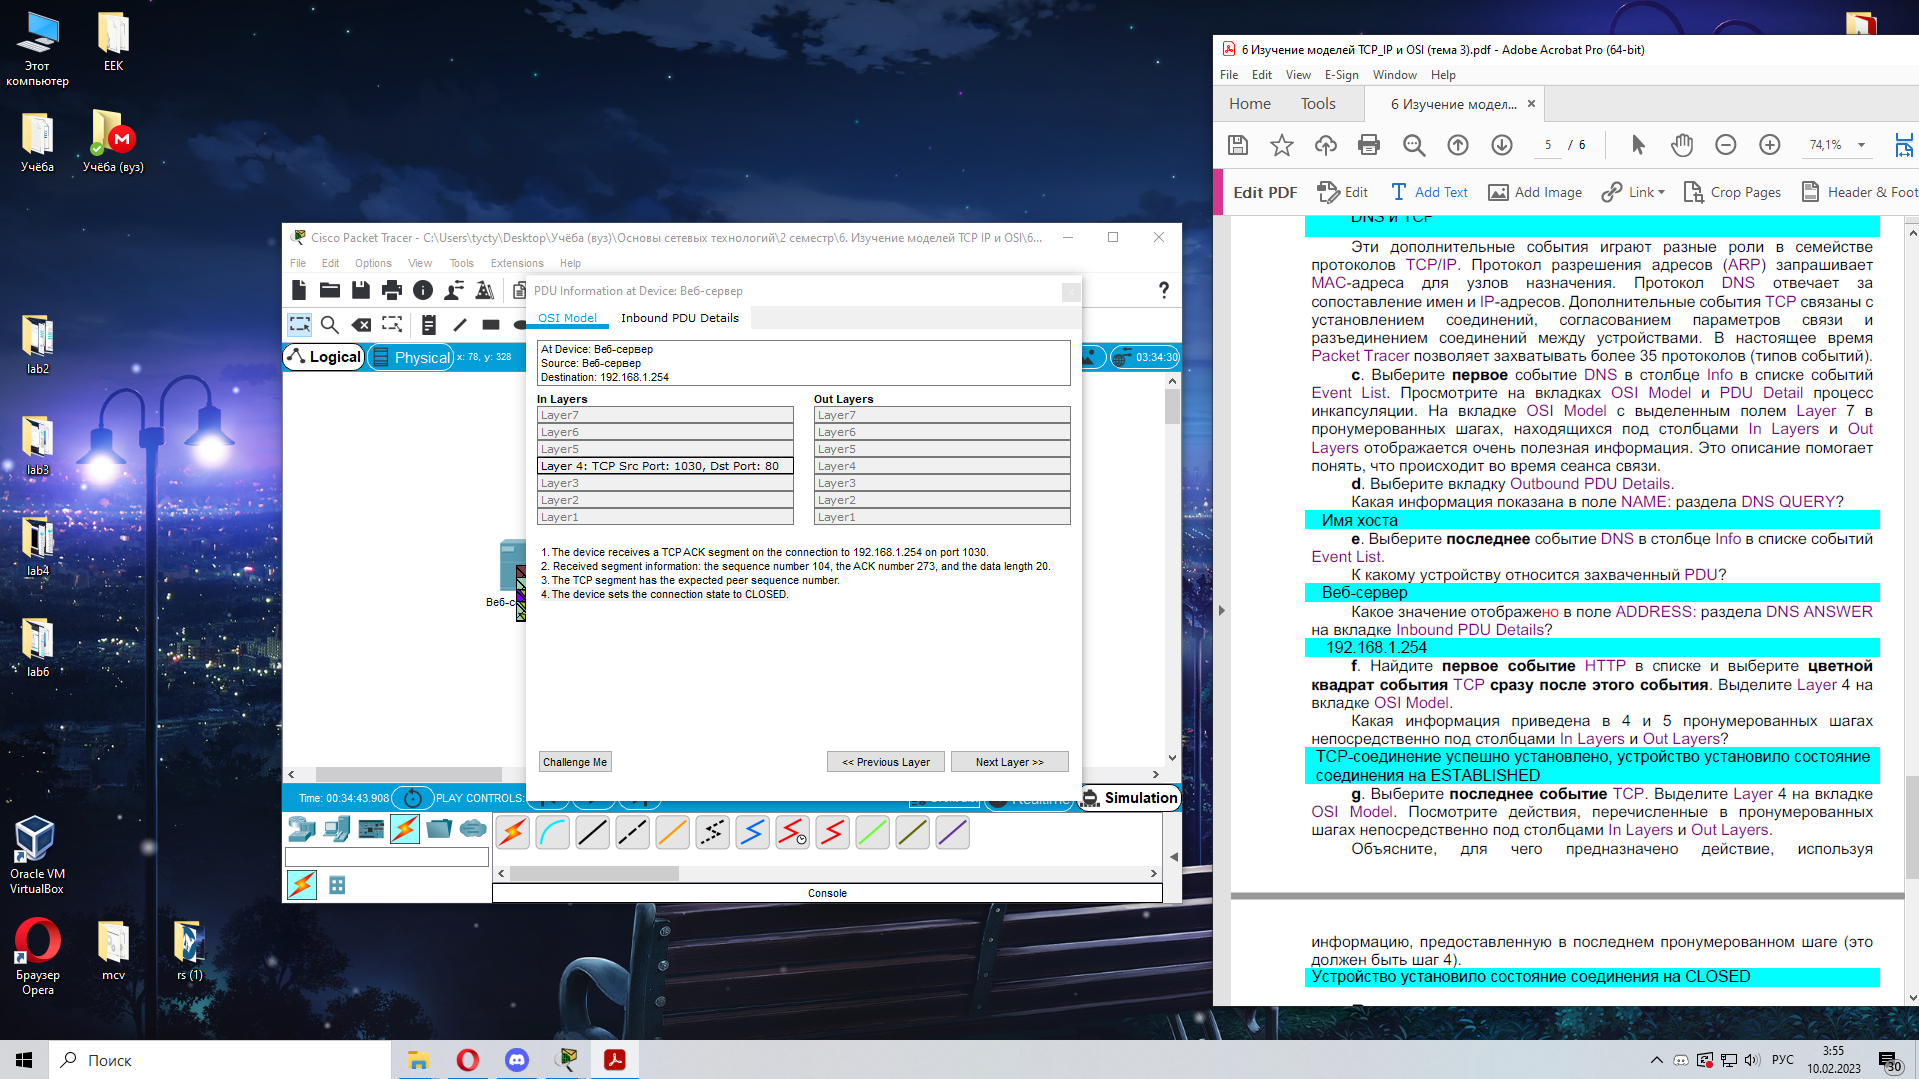 Этот
компьютер
EEK
Учёба
Учёба (вуз)
lab2
lab3
lab4
lab6
Oracle VM
VirtualBox
Браузер
Opera
mcv
rs (1)
Cisco Packet Tracer - C:\Users\tycty\Desktop\Учёба (вуз)\Основы сетевых технологий\2 семестр\6. Изучение моделей TCP IP и OSI\6...
File Edit Options View Tools Extensions Help
Logical
Physical
x: 78, y: 328
03:34:30
PDU Information at Device: Веб-сервер
OSI Model
Inbound PDU Details
At Device: Веб-сервер
Source: Веб-сервер
Destination: 192.168.1.254
In Layers
Out Layers
Layer7
Layer7
Layer6
Layer6
Layer5
Layer5
Layer 4: TCP Src Port: 1030, Dst Port: 80
Layer4
Layer3
Layer3
Layer2
Layer2
Layer1
Layer1
1. The device receives a TCP ACK segment on the connection to 192.168.1.254 on port 1030.
2. Received segment information: the sequence number 104, the ACK number 273, and the data length 20.
3. The TCP segment has the expected peer sequence number.
4. The device sets the connection state to CLOSED.
Challenge Me
<< Previous Layer
Next Layer >>
Time: 00:34:43.908
PLAY CONTROLS:
Realtime
Simulation
Console
6 Изучение моделей TCP_IP и OSI (тема 3).pdf - Adobe Acrobat Pro (64-bit)
File Edit View E-Sign Window Help
Home
Tools
6 Изучение модел...
5 / 6
74,1%
Edit PDF
Edit
Add Text
Add Image
Link
Crop Pages
Header & Foot
DNS и TCP
Эти дополнительные события играют разные роли в семействе
протоколов TCP/IP. Протокол разрешения адресов (ARP) запрашивает
MAC-адреса для узлов назначения. Протокол DNS отвечает за
сопоставление имен и IP-адресов. Дополнительные события TCP связаны с
установлением соединений, согласованием параметров связи и
разъединением соединений между устройствами. В настоящее время
Packet Tracer позволяет захватывать более 35 протоколов (типов событий).
c. Выберите первое событие DNS в столбце Info в списке событий
Event List. Просмотрите на вкладках OSI Model и PDU Detail процесс
инкапсуляции. На вкладке OSI Model с выделенным полем Layer 7 в
пронумерованных шагах, находящихся под столбцами In Layers и Out
Layers отображается очень полезная информация. Это описание помогает
понять, что происходит во время сеанса связи.
d. Выберите вкладку Outbound PDU Details.
Какая информация показана в поле NAME: раздела DNS QUERY?
Имя хоста
e. Выберите последнее событие DNS в столбце Info в списке событий
Event List.
К какому устройству относится захваченный PDU?
Веб-сервер
Какое значение отображено в поле ADDRESS: раздела DNS ANSWER
на вкладке Inbound PDU Details?
192.168.1.254
f. Найдите первое событие HTTP в списке и выберите цветной
квадрат события TCP сразу после этого события. Выделите Layer 4 на
вкладке OSI Model.
Какая информация приведена в 4 и 5 пронумерованных шагах
непосредственно под столбцами In Layers и Out Layers?
TCP-соединение успешно установлено, устройство установило состояние
соединения на ESTABLISHED
g. Выберите последнее событие TCP. Выделите Layer 4 на вкладке
OSI Model. Посмотрите действия, перечисленные в пронумерованных
шагах непосредственно под столбцами In Layers и Out Layers.
Объясните, для чего предназначено действие, используя
информацию, предоставленную в последнем пронумерованном шаге (это
должен быть шаг 4).
Устройство установило состояние соединения на CLOSED
Поиск
РУС
3:55
10.02.2023
30